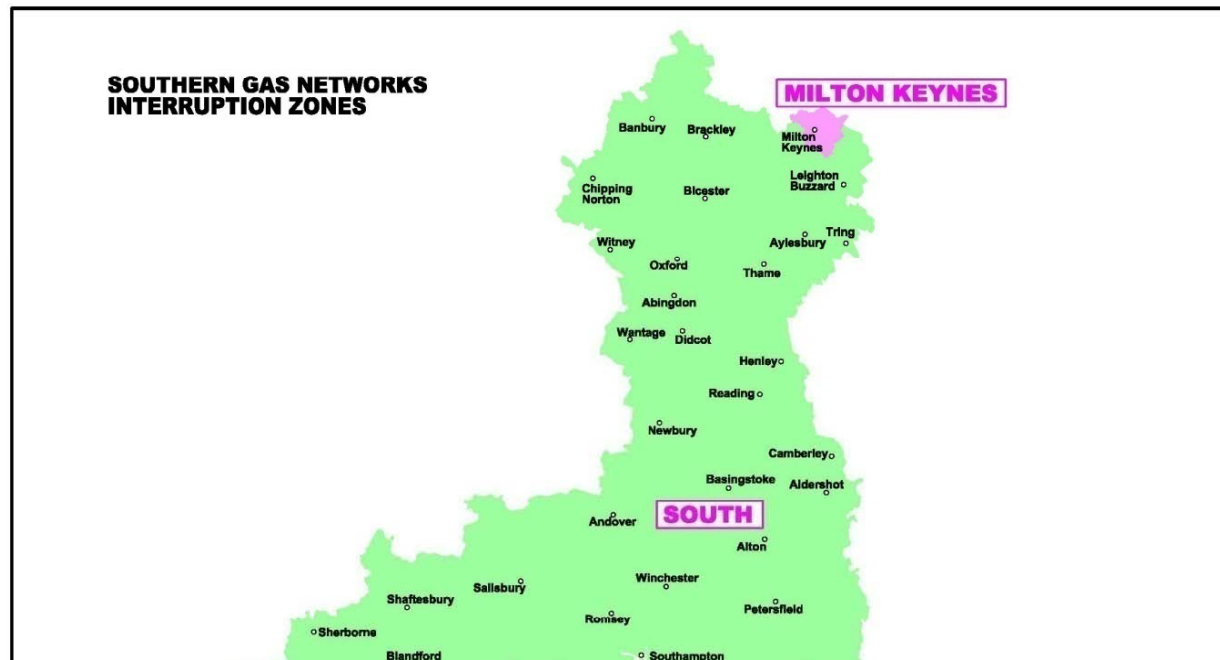 SOUTHERN GAS NETWORKS
INTERRUPTION ZONES
MILTON KEYNES
Banbury
Brackley
Milton
Keynes
Leighton
Buzzard
Chipping
Norton
Bicester
Witney
Oxford
Aylesbury
Tring
Thame
Abingdon
Wantage
Didcot
Henley
Reading
Newbury
Camberley
Basingstoke
Aldershot
SOUTH
Andover
Alton
Salisbury
Winchester
Shaftesbury
Petersfield
Romsey
Sherborne
Blandford
Southampton